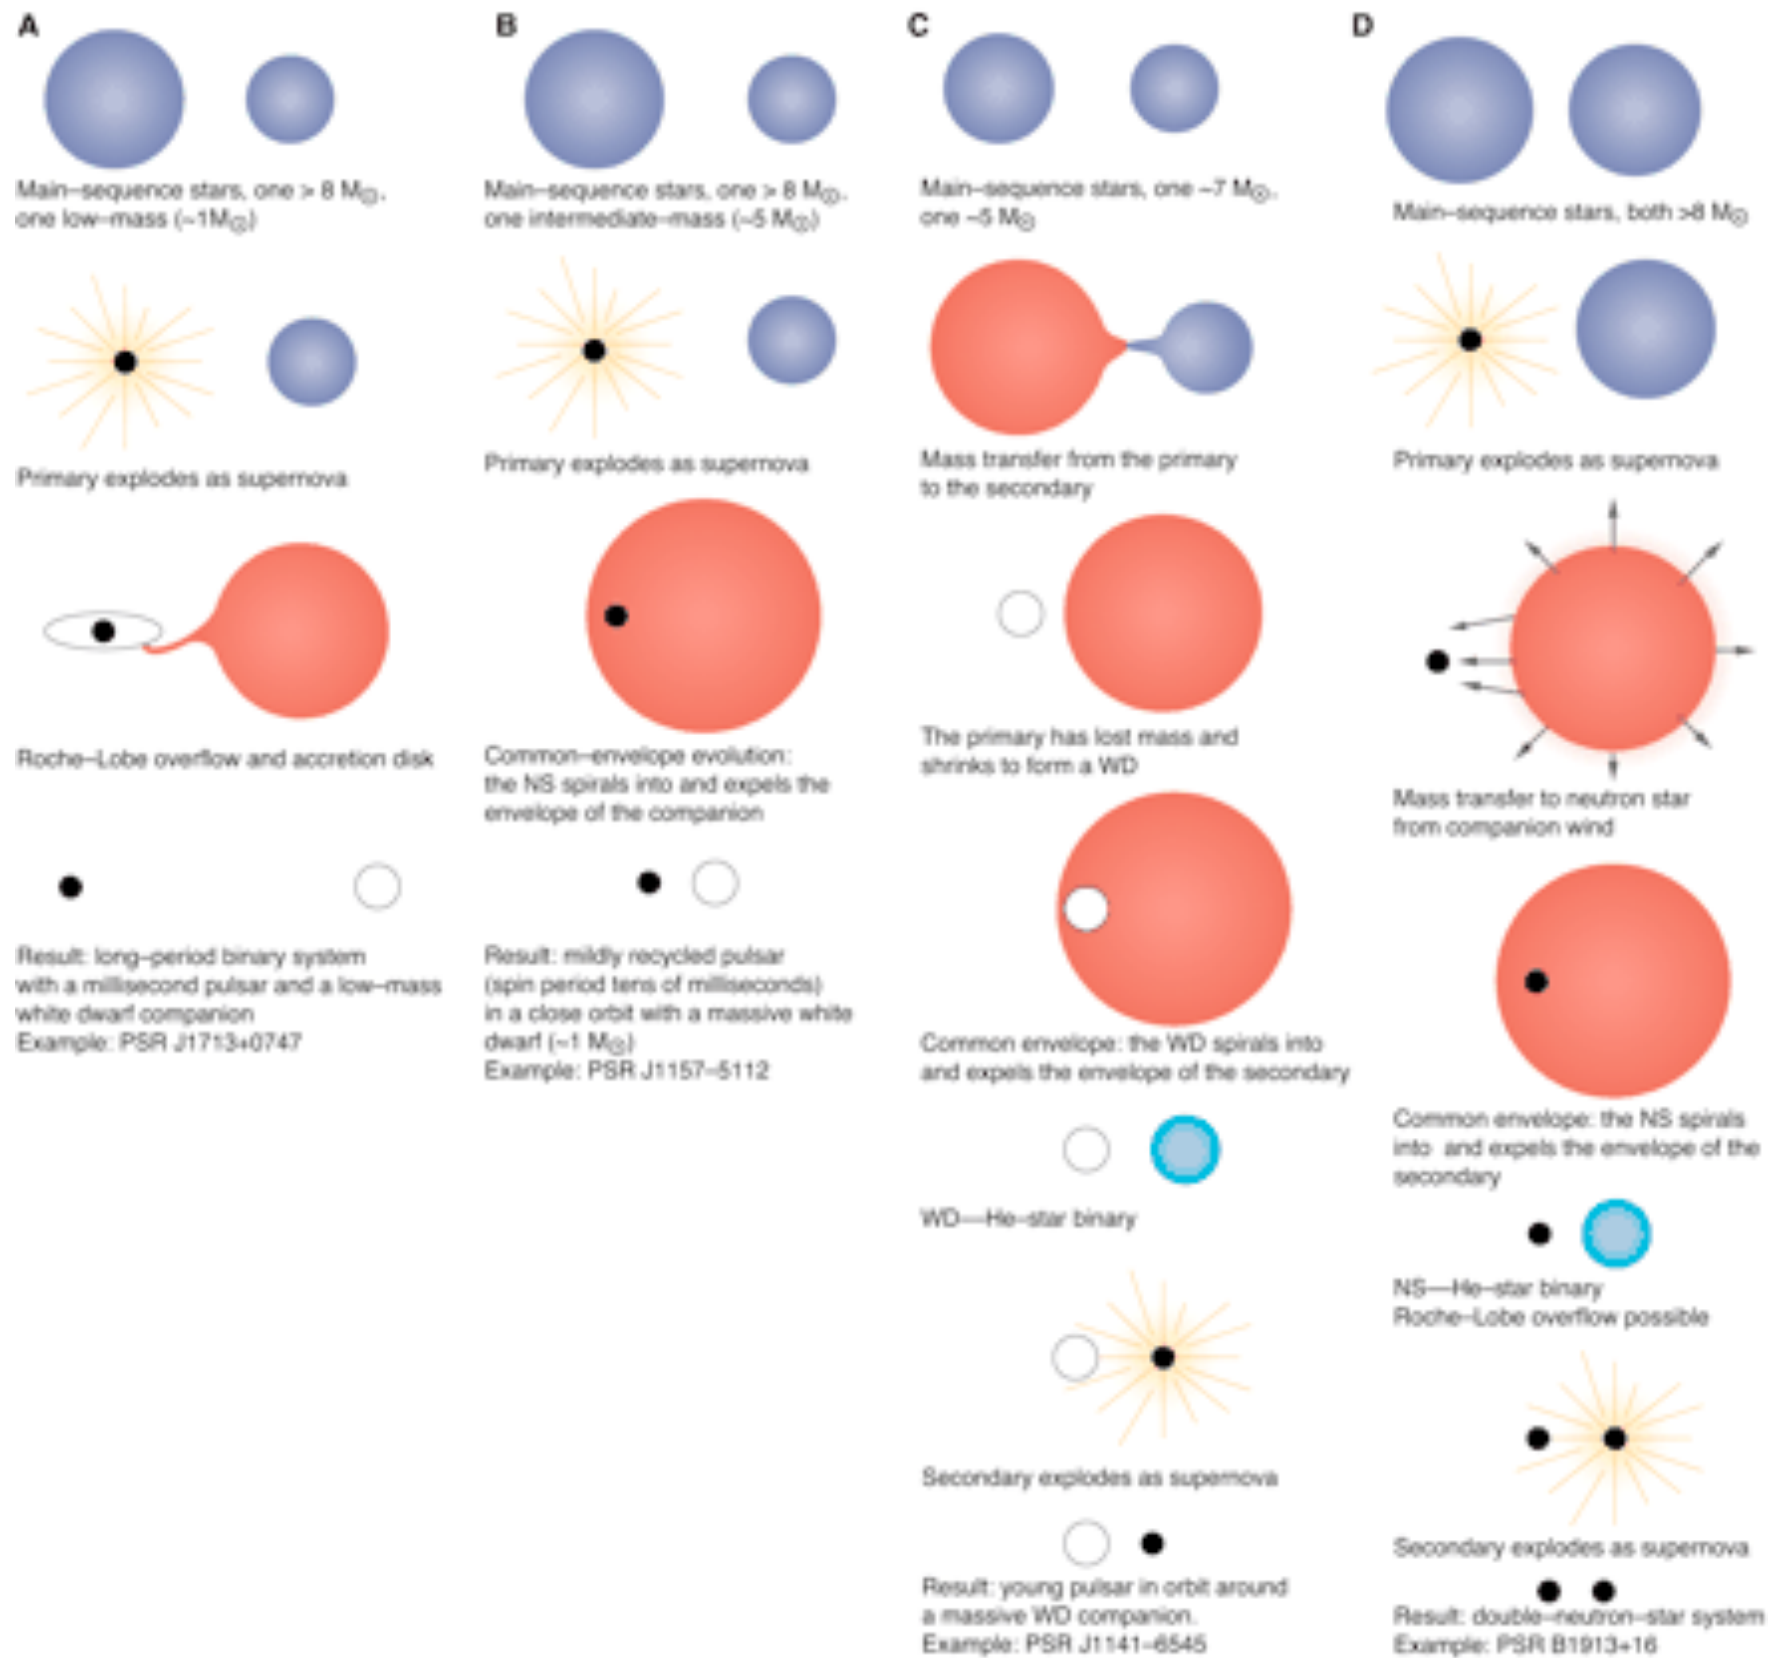 A
Main–sequence stars, one > 8 M☉,
one low–mass (~1M☉)
Primary explodes as supernova
Roche–Lobe overflow and accretion disk
Result: long–period binary system
with a millisecond pulsar and a low–mass
white dwarf companion
Example: PSR J1713+0747
B
Main–sequence stars, one > 8 M☉,
one intermediate–mass (~5 M☉)
Primary explodes as supernova
Common–envelope evolution:
the NS spirals into and expels the
envelope of the companion
Result: mildly recycled pulsar
(spin period tens of milliseconds)
in a close orbit with a massive white
dwarf (~1 M☉)
Example: PSR J1157–5112
C
Main–sequence stars, one ~7 M☉,
one ~5 M☉
Mass transfer from the primary
to the secondary
The primary has lost mass and
shrinks to form a WD
Common envelope: the WD spirals into
and expels the envelope of the secondary
WD—He–star binary
Secondary explodes as supernova
Result: young pulsar in orbit around
a massive WD companion.
Example: PSR J1141–6545
D
Main–sequence stars, both >8 M☉
Primary explodes as supernova
Mass transfer to neutron star
from companion wind
Common envelope: the NS spirals
into and expels the envelope of the
secondary
NS—He–star binary
Roche–Lobe overflow possible
Secondary explodes as supernova
Result: double–neutron–star system
Example: PSR B1913+16